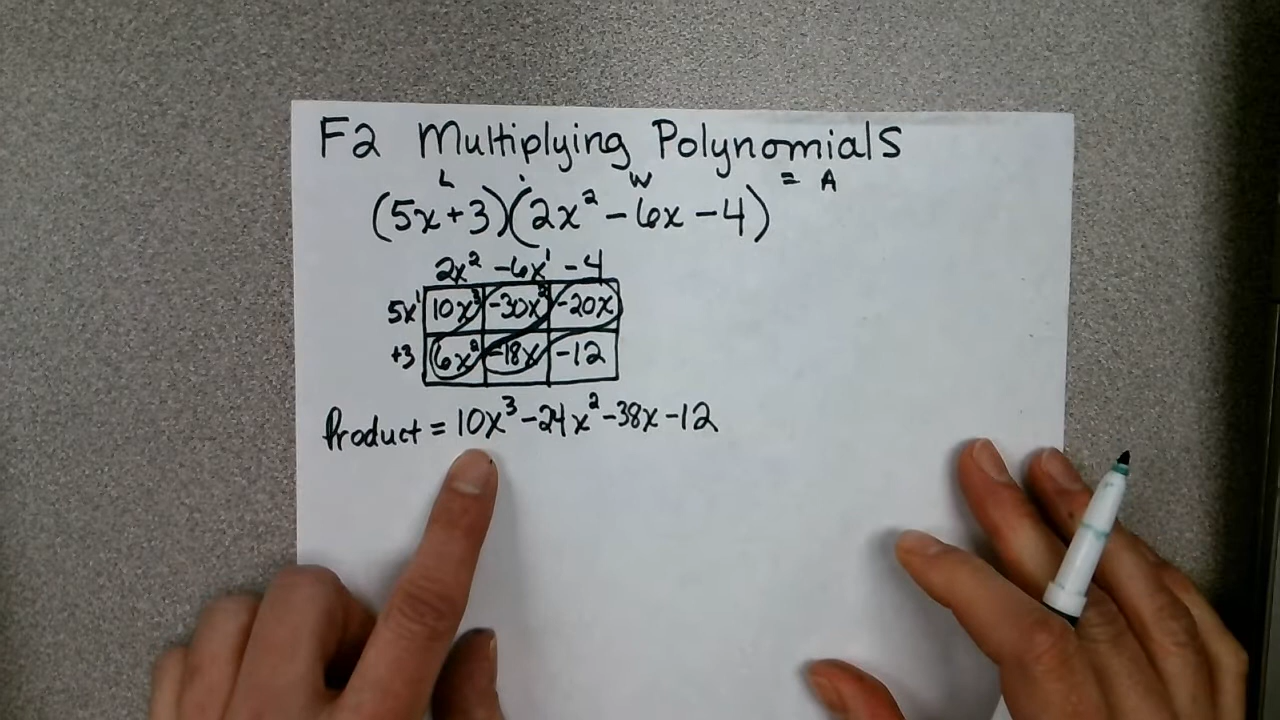 F2 Multiplying Polynomials
L · W = A
(5x+3)(2x²-6x-4)
2x² -6x¹ -4
5x¹ 10x³ -30x² -20x
+3 6x² -18x -12
Product = 10x³-24x²-38x-12